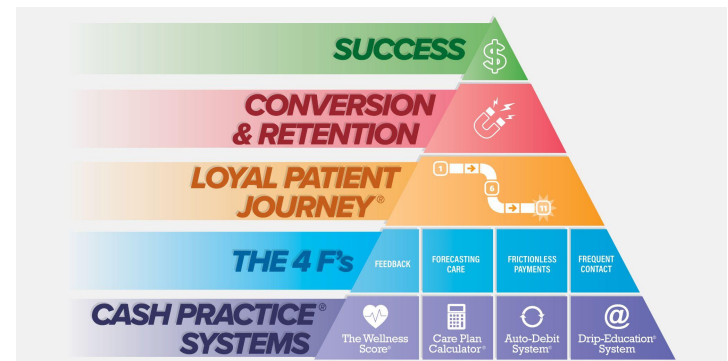 SUCCESS
$
CONVERSION
& RETENTION
LOYAL PATIENT
JOURNEY®
1
6
11
THE 4 F's
FEEDBACK
FORECASTING
CARE
FRICTIONLESS
PAYMENTS
FREQUENT
CONTACT
CASH PRACTICE®
SYSTEMS
The Wellness
Score®
Care Plan
Calculator®
Auto-Debit
System®
@
Drip-Education®
System